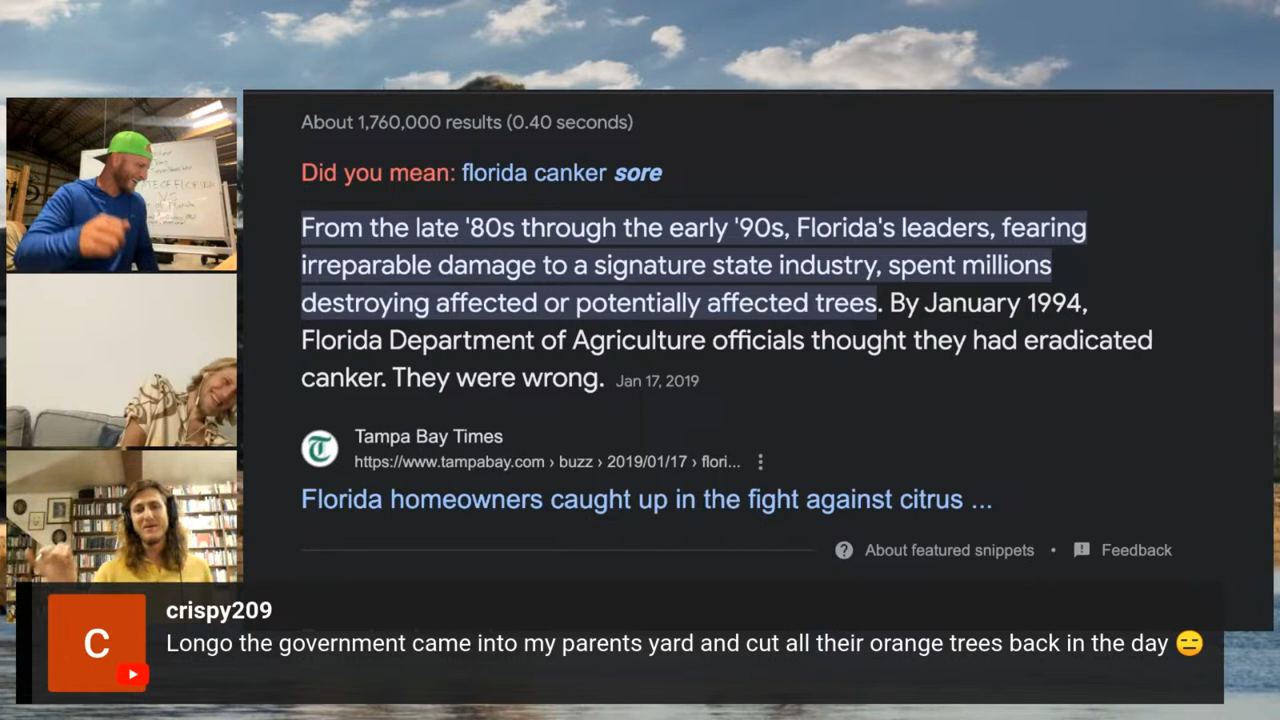 About 1,760,000 results (0.40 seconds)
Did you mean: florida canker sore
From the late '80s through the early '90s, Florida's leaders, fearing
irreparable damage to a signature state industry, spent millions
destroying affected or potentially affected trees. By January 1994,
Florida Department of Agriculture officials thought they had eradicated
canker. They were wrong. Jan 17, 2019
Tampa Bay Times
https://www.tampabay.com › buzz › 2019/01/17 › flori...
Florida homeowners caught up in the fight against citrus ...
About featured snippets • Feedback
STATE OF FLORIDA
VS
C
crispy209
Longo the government came into my parents yard and cut all their orange trees back in the day 😑